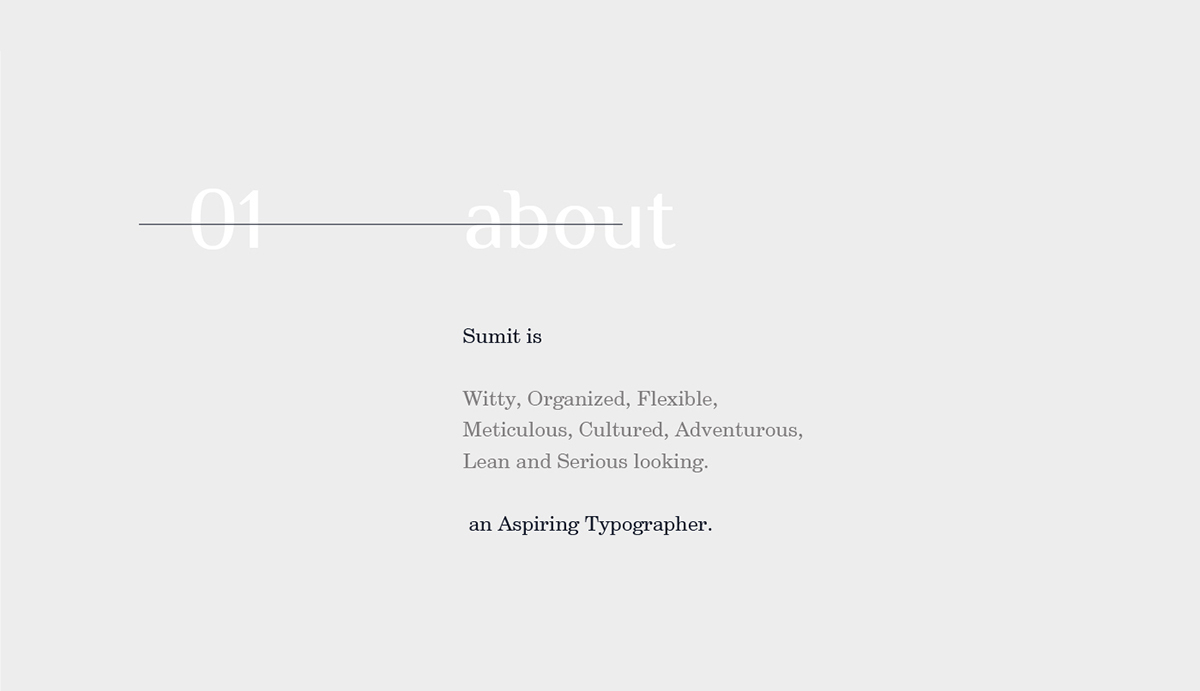 01 about
Sumit is
Witty, Organized, Flexible,
Meticulous, Cultured, Adventurous,
Lean and Serious looking.
an Aspiring Typographer.